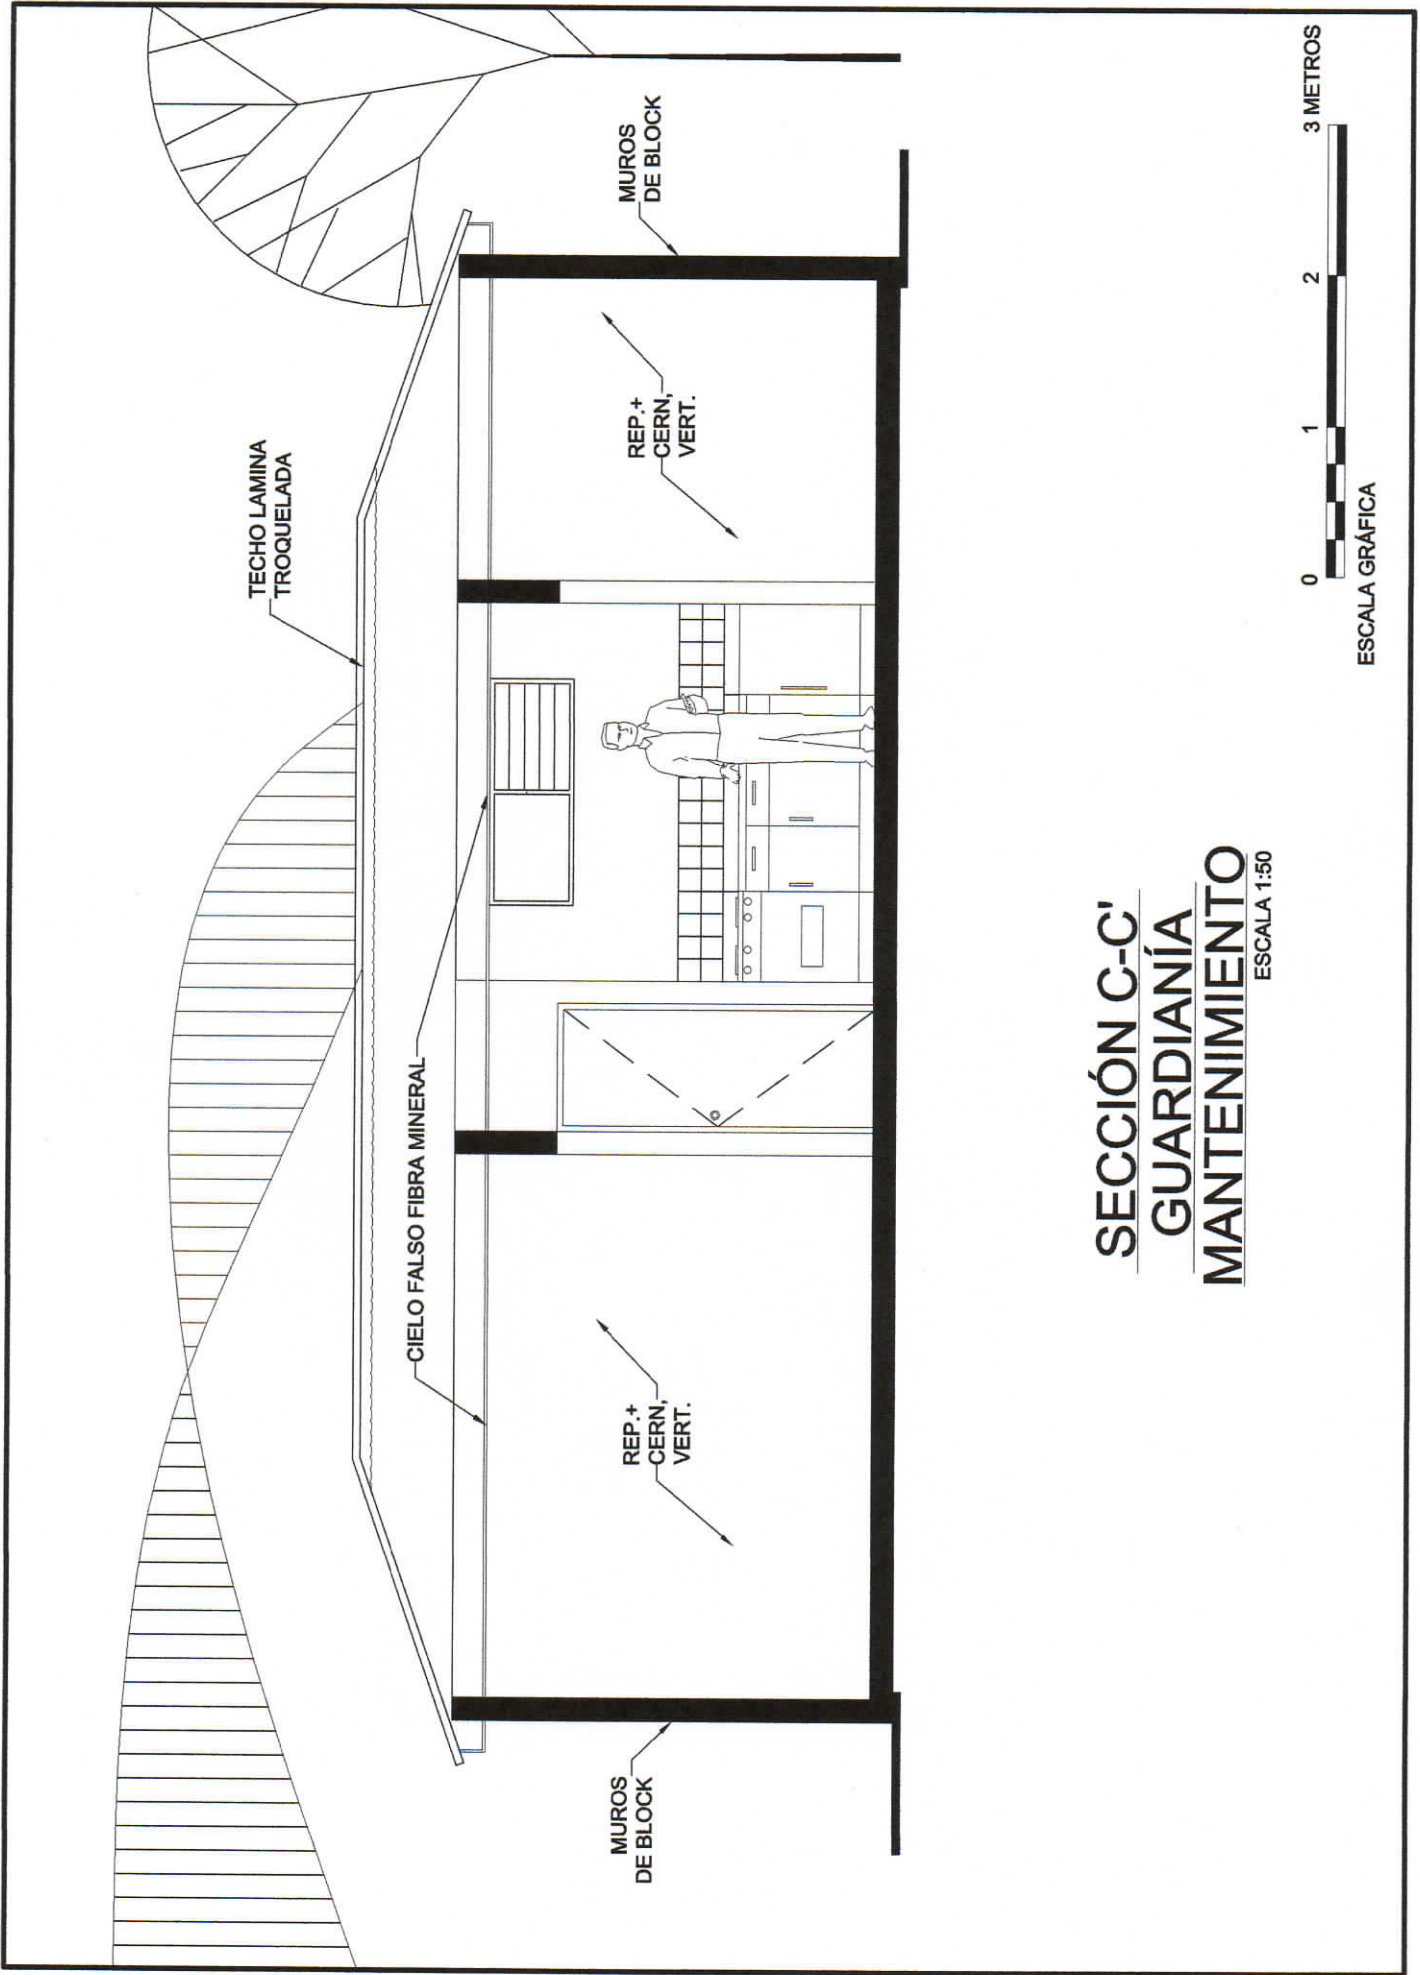 TECHO LAMINA
TROQUELADA
CIELO FALSO FIBRA MINERAL
MUROS
DE BLOCK
REP.+
CERN,
VERT.
REP.+
CERN,
VERT.
MUROS
DE BLOCK
SECCIÓN C-C'
GUARDIANÍA
MANTENIMIENTO
ESCALA 1:50
0 1 2 3 METROS
ESCALA GRÁFICA